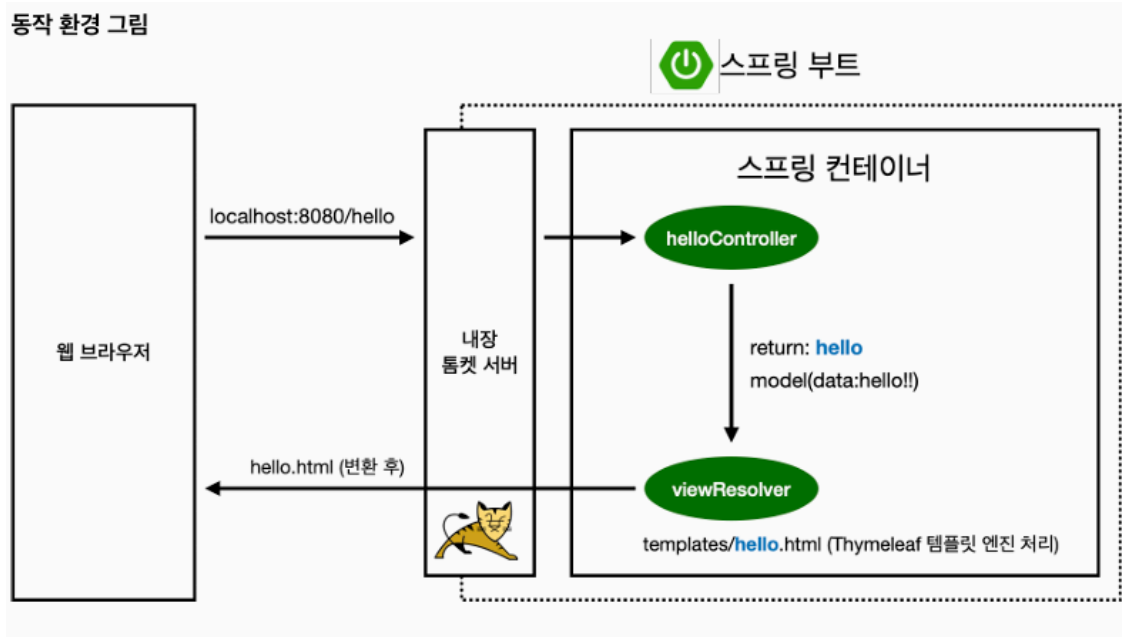 동작 환경 그림
스프링 부트
스프링 컨테이너
localhost:8080/hello
helloController
웹 브라우저
내장
톰켓 서버
return: hello
model(data:hello!!)
hello.html (변환 후)
viewResolver
templates/hello.html (Thymeleaf 템플릿 엔진 처리)